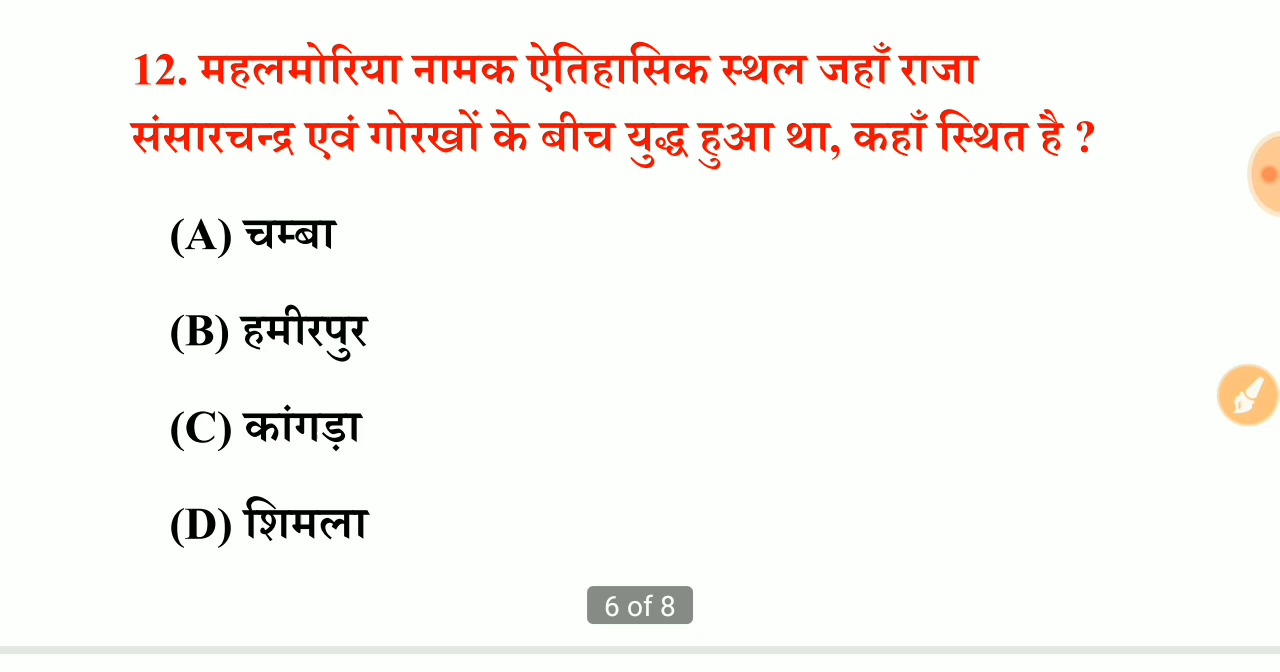 12. महलमोरिया नामक ऐतिहासिक स्थल जहाँ राजा
संसारचन्द्र एवं गोरखों के बीच युद्ध हुआ था, कहाँ स्थित है ?
(A) चम्बा
(B) हमीरपुर
(C) कांगड़ा
(D) शिमला
6 of 8